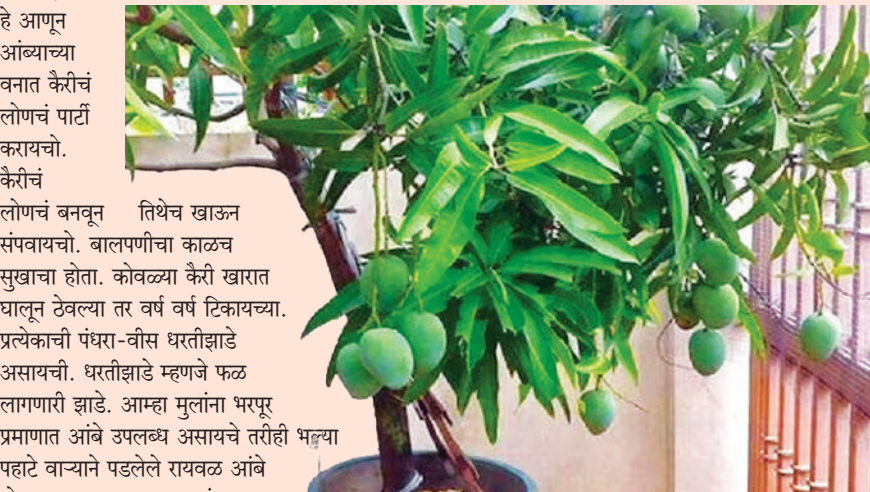 हे आणून
आंब्याच्या
वनात कैरीचं
लोणचं पार्टी
करायचो.
कैरीचं
लोणचं बनवून तिथेच खाऊन
संपवायचो. बालपणीचा काळच
सुखाचा होता. कोवळ्या कैरी खारात
घालून ठेवल्या तर वर्ष वर्ष टिकायच्या.
प्रत्येकाची पंधरा-वीस धरतीझाडे
असायची. धरतीझाडे म्हणजे फळ
लागणारी झाडे. आम्हा मुलांना भरपूर
प्रमाणात आंबे उपलब्ध असायचे तरीही भल्या
पहाटे वाऱ्याने पडलेले रायवळ आंबे